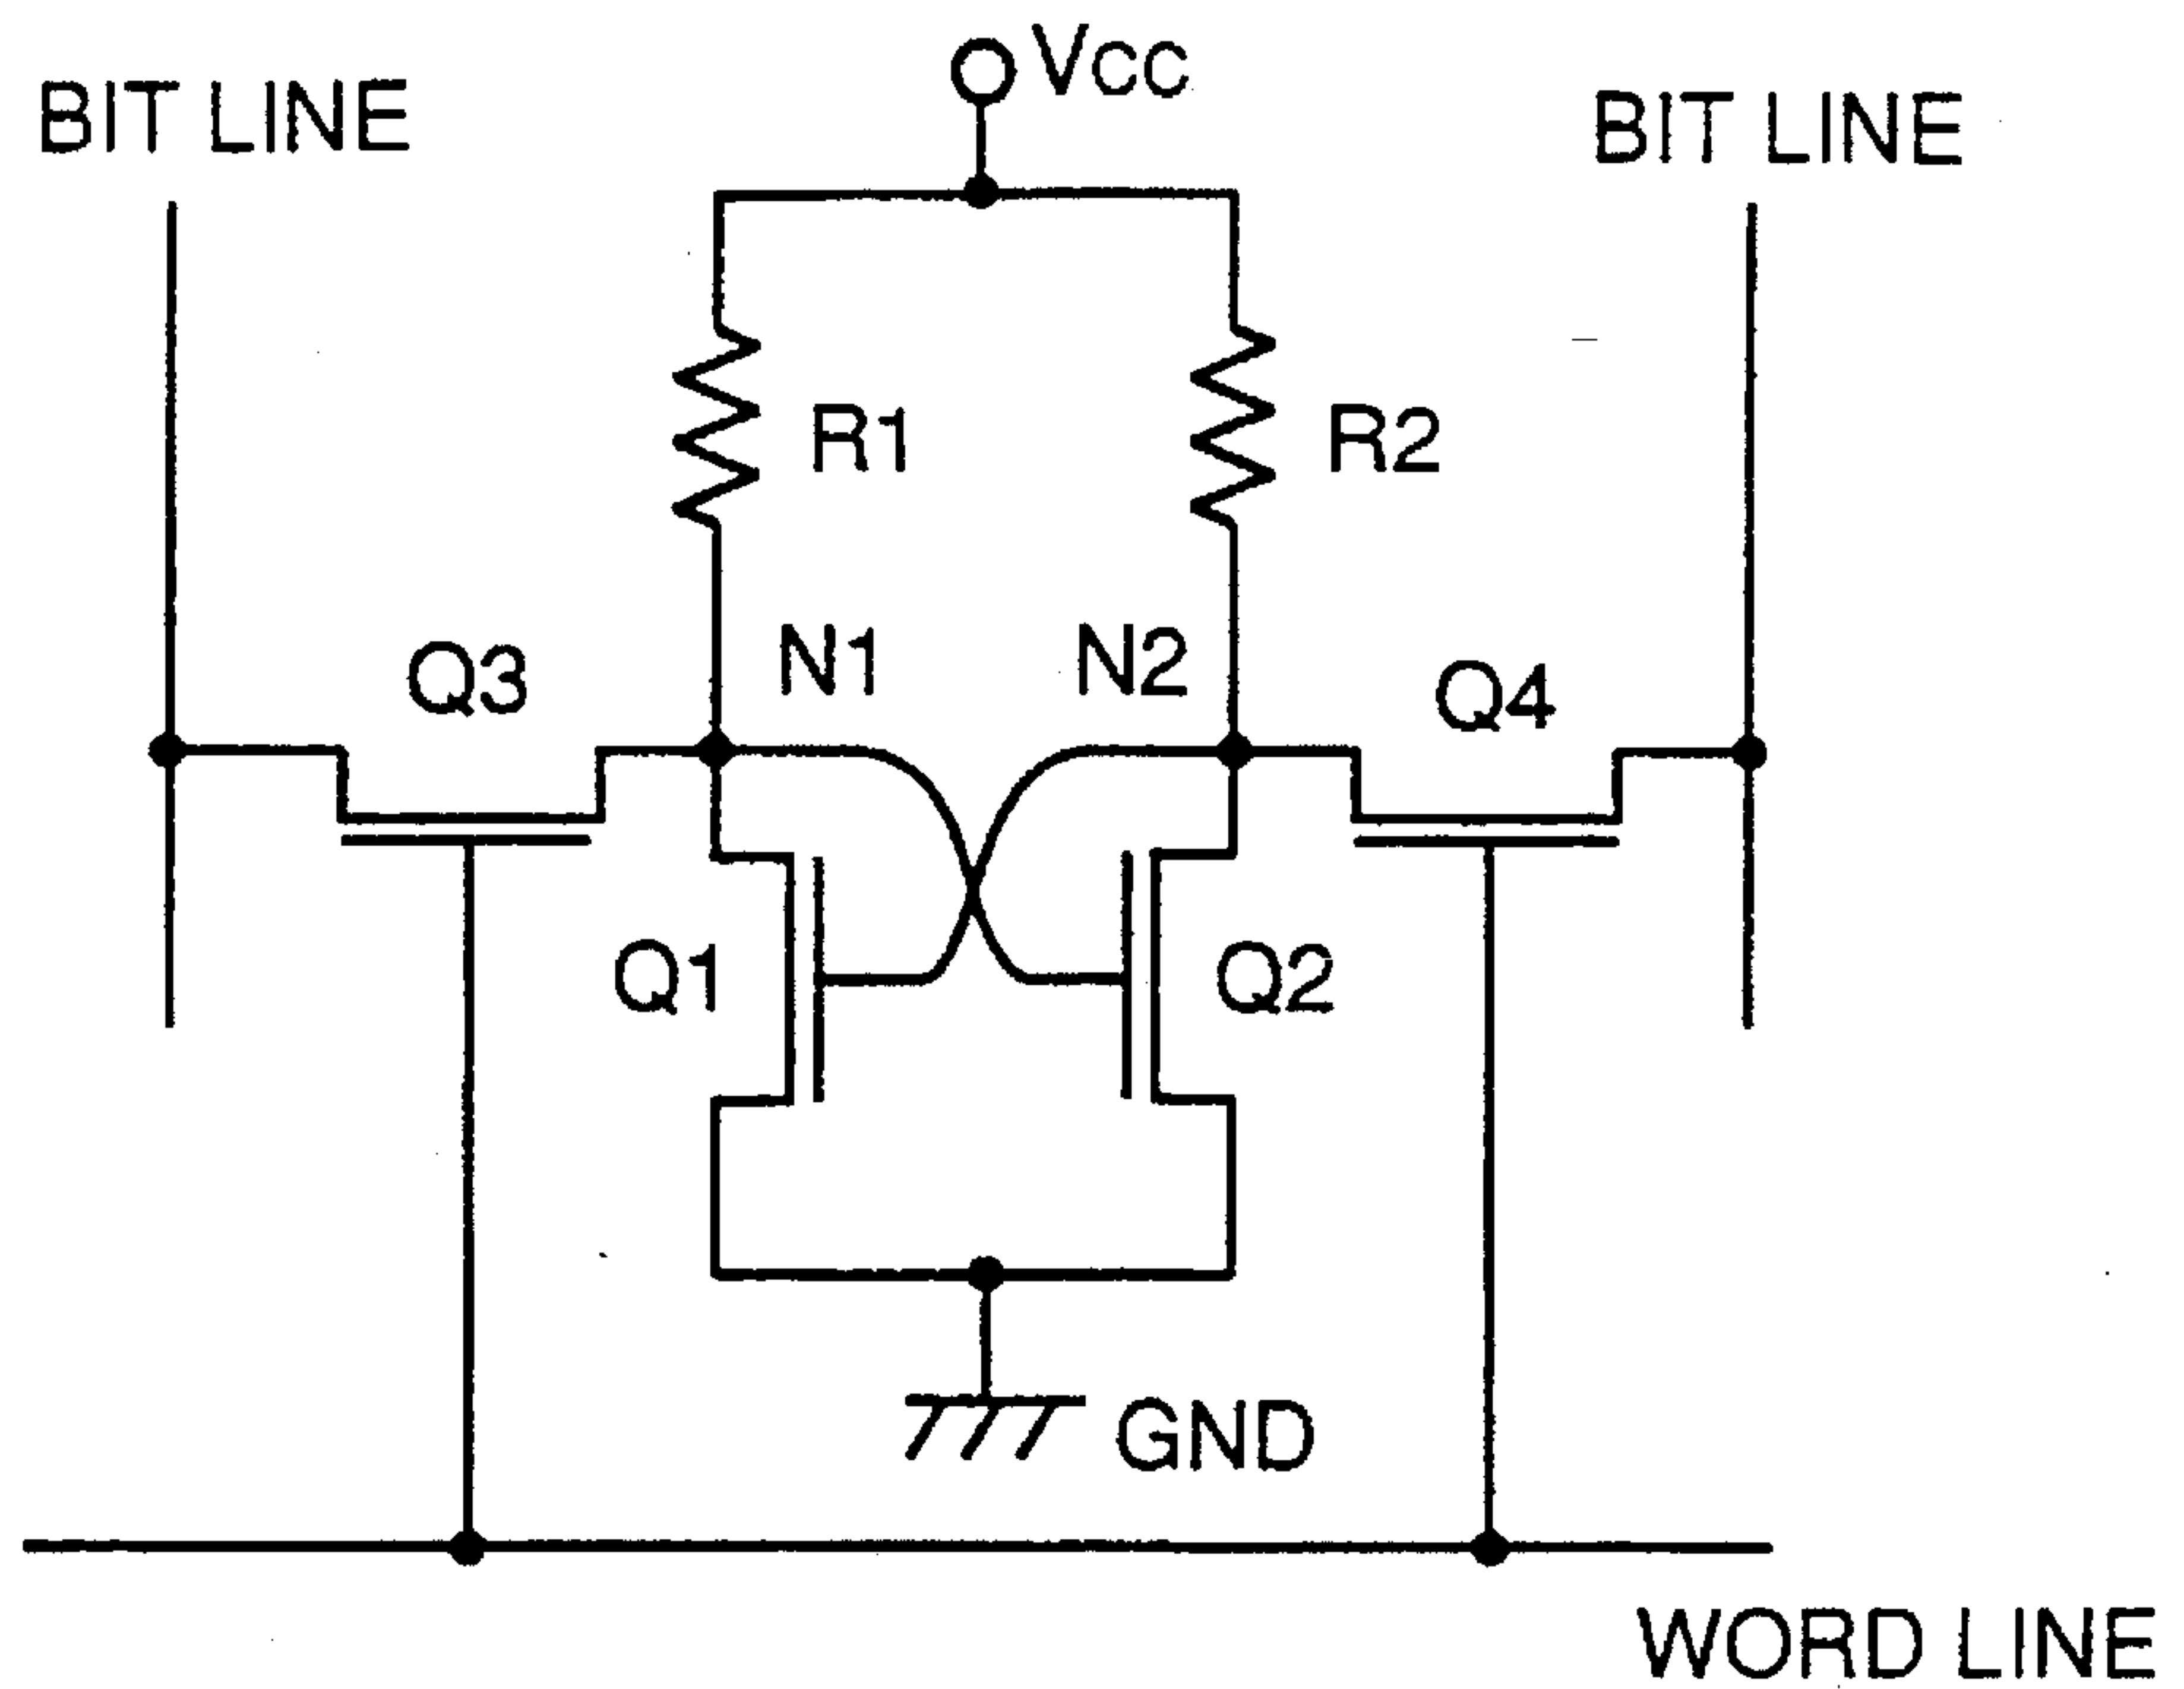 VCC
BIT LINE
BIT LINE
R1
R2
N1
N2
Q3
Q4
Q1
Q2
GND
WORD LINE